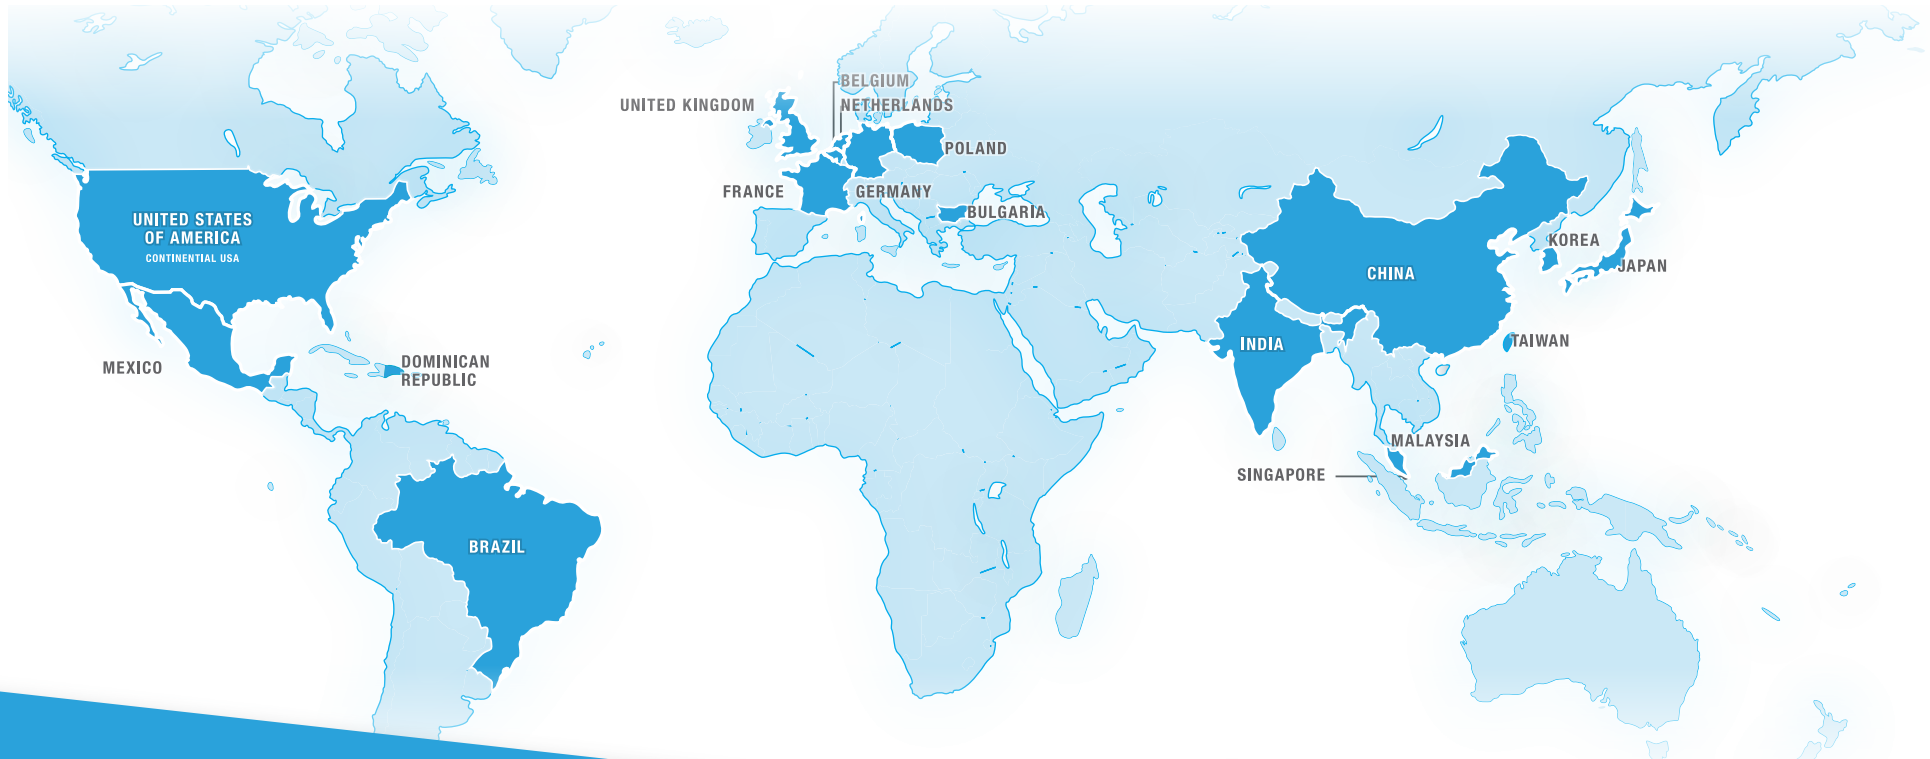 BELGIUM
UNITED KINGDOM
NETHERLANDS
POLAND
FRANCE
GERMANY
BULGARIA
UNITED STATES
OF AMERICA
CONTINENTIAL USA
KOREA
JAPAN
CHINA
INDIA
TAIWAN
MEXICO
DOMINICAN
REPUBLIC
MALAYSIA
SINGAPORE
BRAZIL